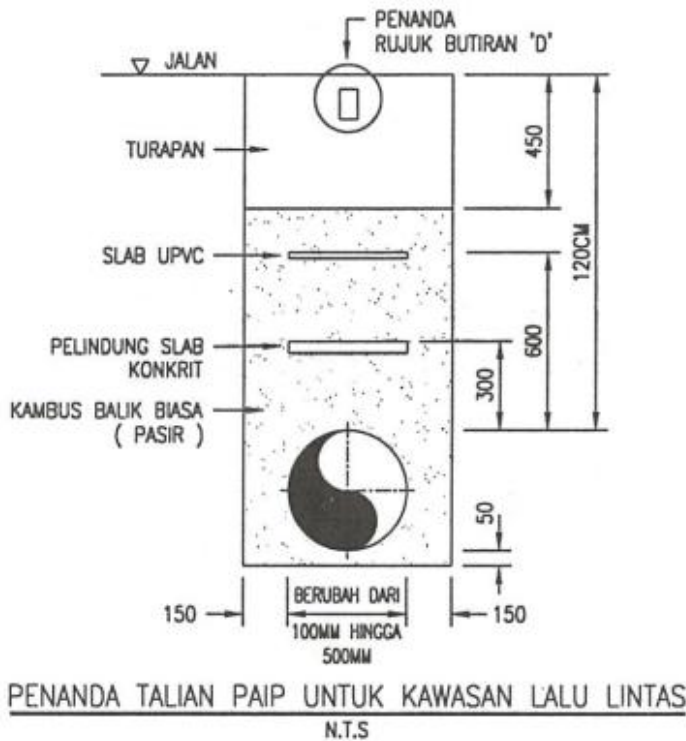 PENANDA
RUJUK BUTIRAN 'D'
JALAN
TURAPAN
450
SLAB UPVC
120CM
600
PELINDUNG SLAB
KONKRIT
300
KAMBUS BALIK BIASA
( PASIR )
50
150
BERUBAH DARI
100MM HINGGA
500MM
150
PENANDA TALIAN PAIP UNTUK KAWASAN LALU LINTAS
N.T.S